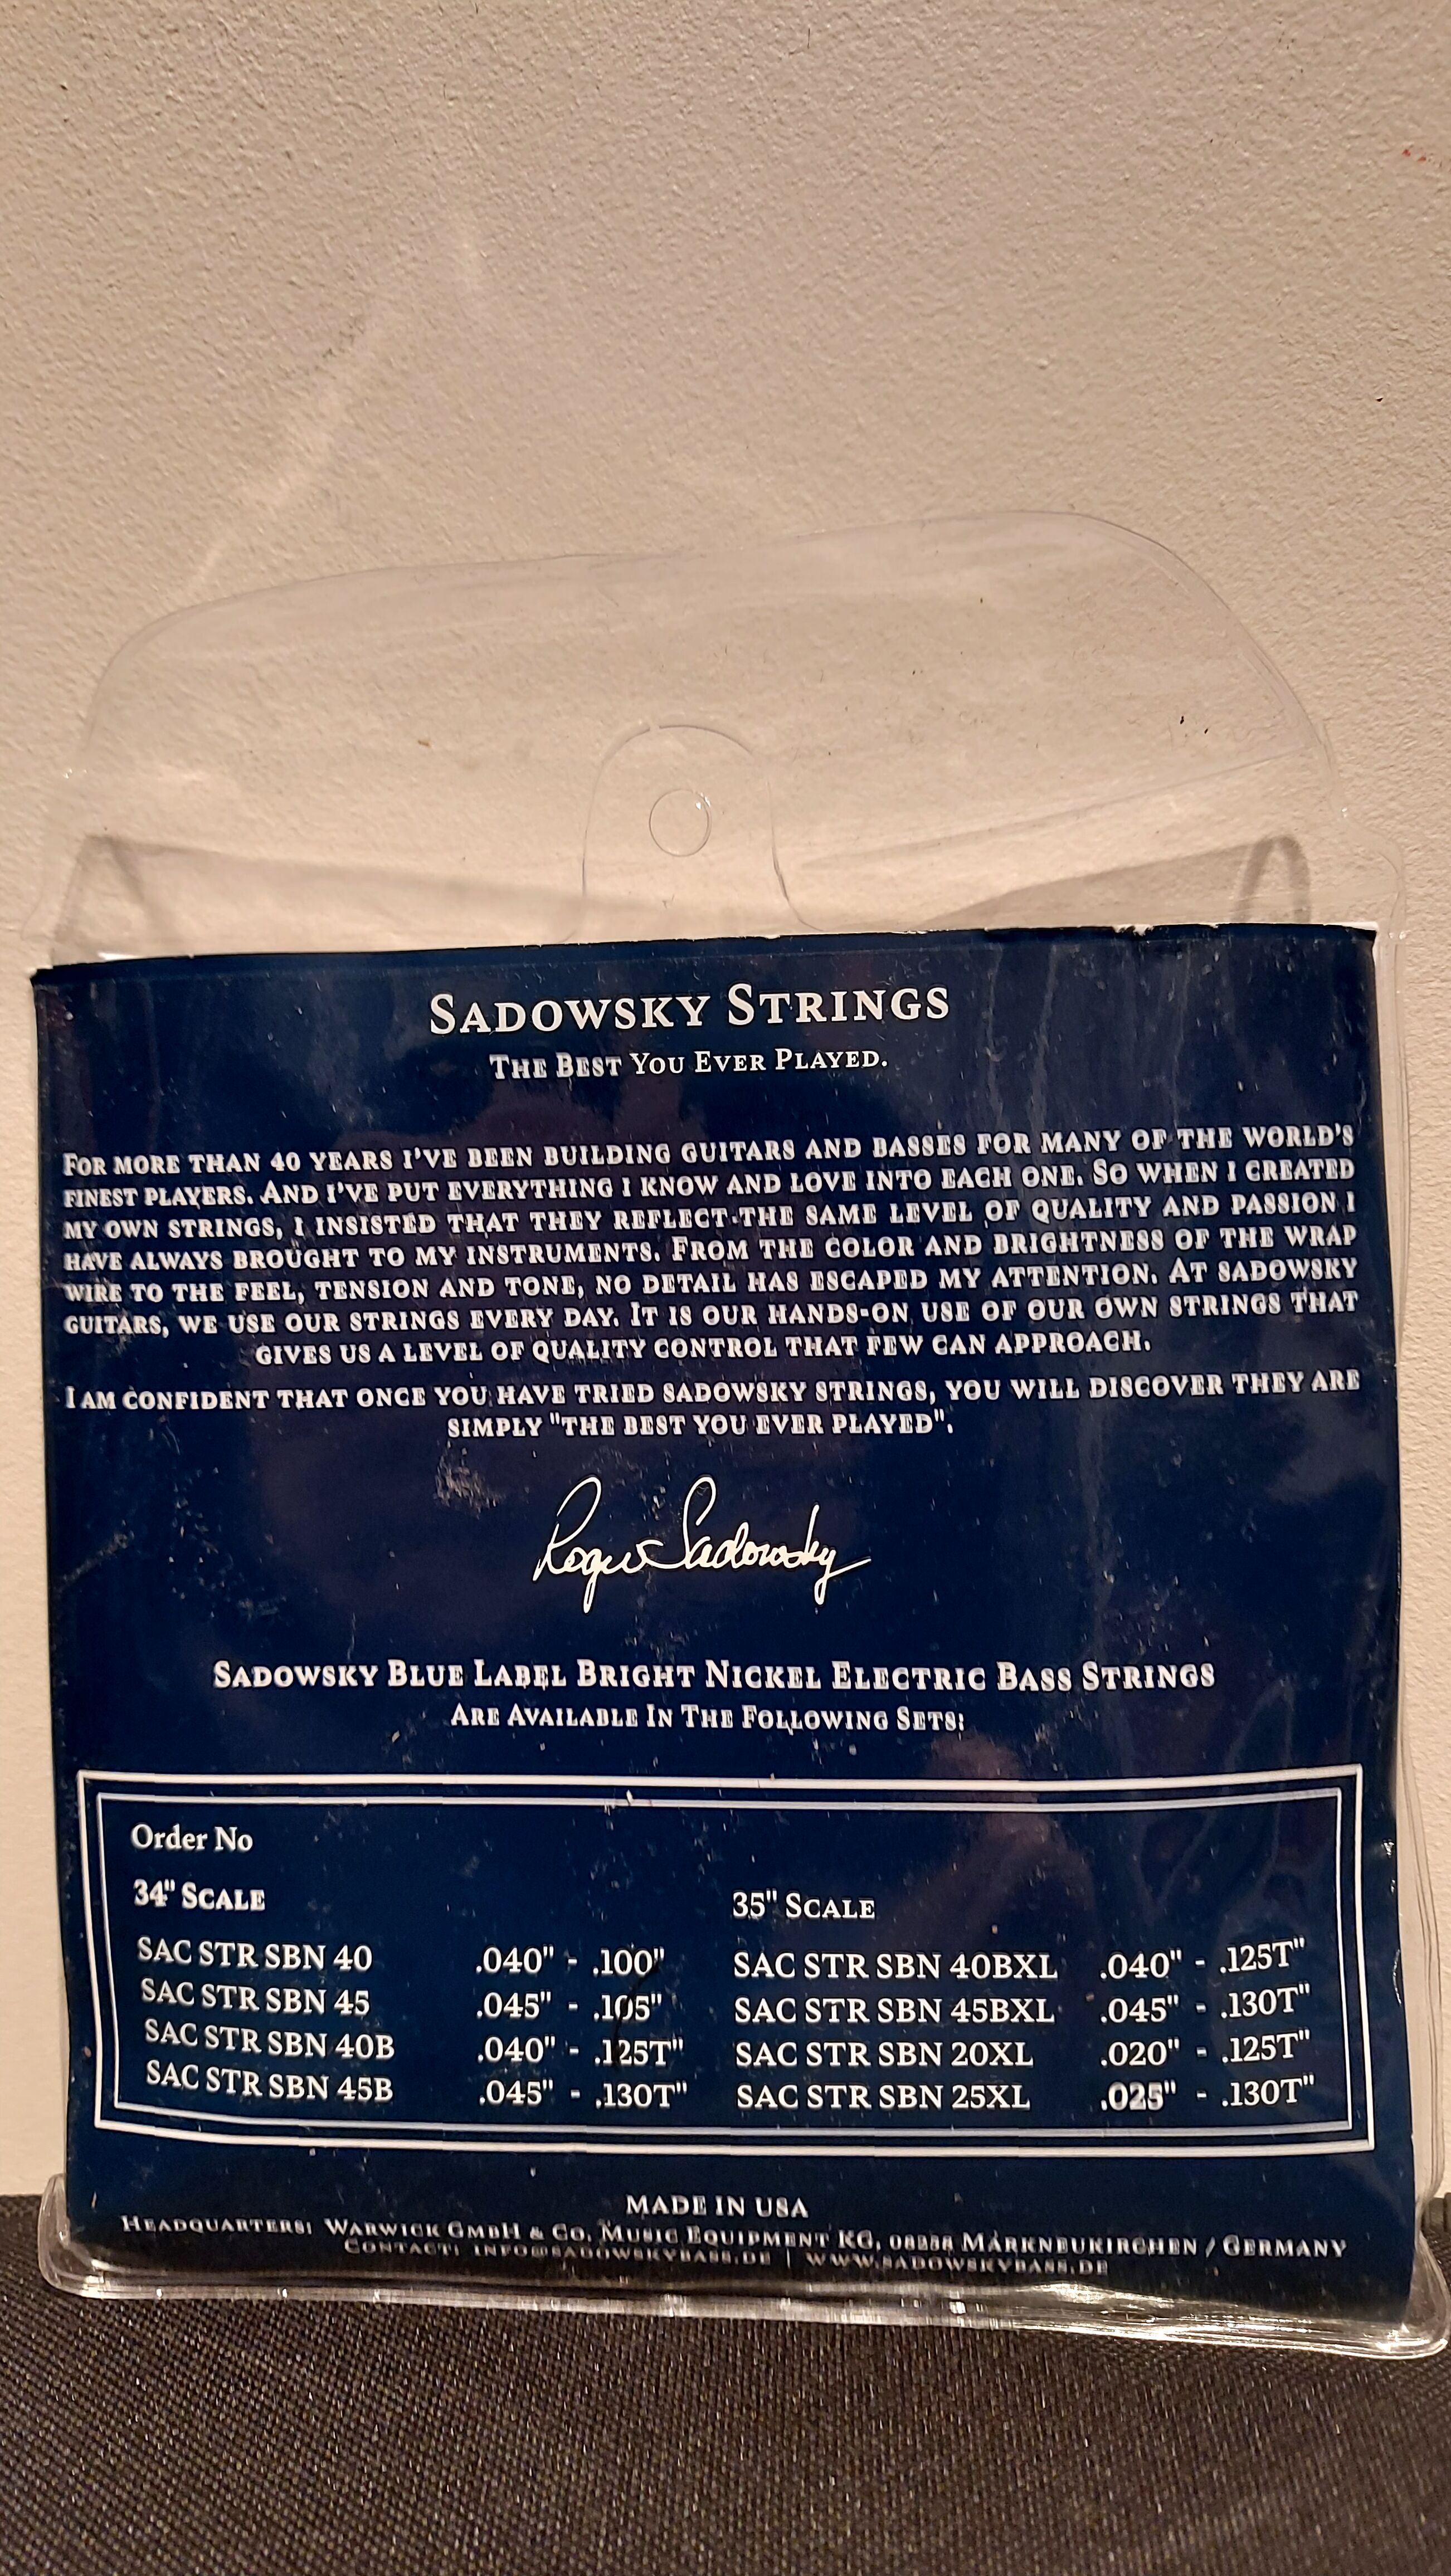 Sadowsky Strings
The Best You Ever Played.
For more than 40 years I've been building guitars and basses for many of the world's
finest players. And I've put everything I know and love into each one. So when I created
my own strings, I insisted that they reflect the same level of quality and passion I
have always brought to my instruments. From the color and brightness of the wrap
wire to the feel, tension and tone, no detail has escaped my attention. At Sadowsky
Guitars, we use our strings every day. It is our hands-on use of our own strings that
gives us a level of quality control that few can approach.
I am confident that once you have tried Sadowsky strings, you will discover they are
simply "the best you ever played".
Roger Sadowsky
Sadowsky Blue Label Bright Nickel Electric Bass Strings
Are Available In The Following Sets:
Order No
34" Scale 35" Scale
SAC STR SBN 40 .040" - .100" SAC STR SBN 40BXL .040" - .125T"
SAC STR SBN 45 .045" - .105" SAC STR SBN 45BXL .045" - .130T"
SAC STR SBN 40B .040" - .125T" SAC STR SBN 20XL .020" - .125T"
SAC STR SBN 45B .045" - .130T" SAC STR SBN 25XL .025" - .130T"
MADE IN USA
Headquarters: Warwick GmbH & Co. Music Equipment KG, 08258 Markneukirchen / Germany
Contact: info@sadowskybass.de | www.sadowskybass.de